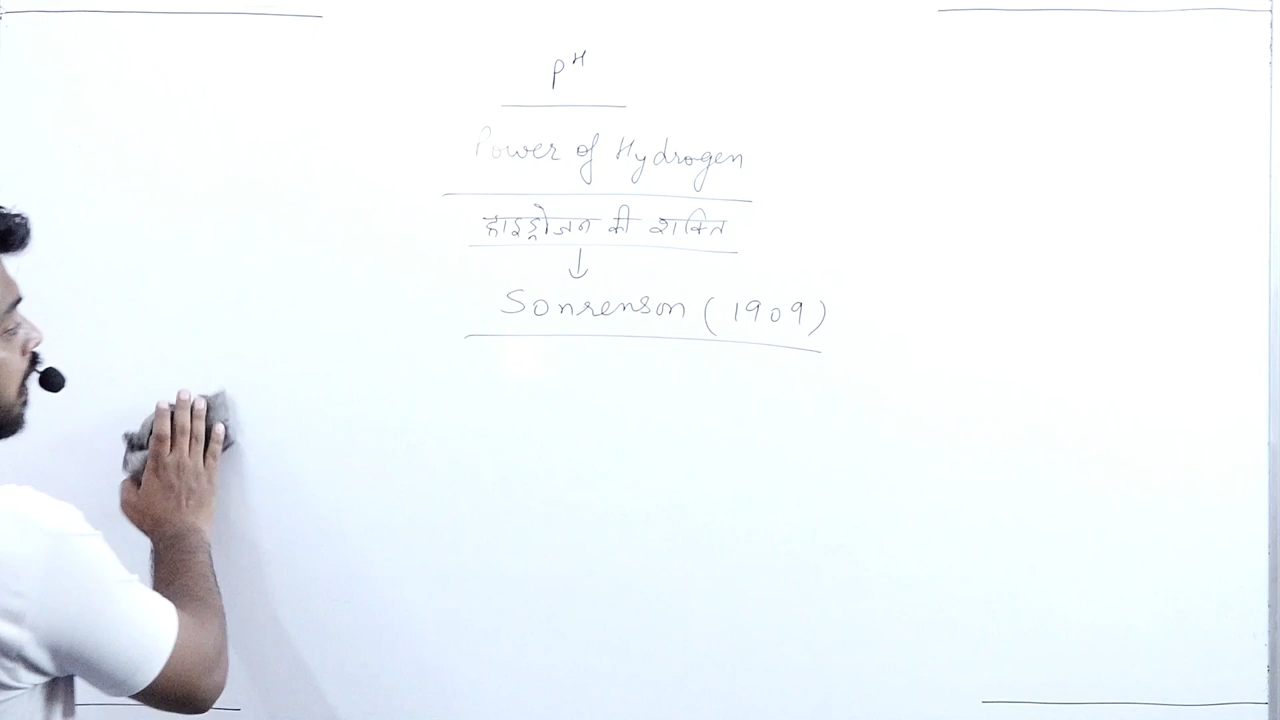 pH
Power of Hydrogen
हाइड्रोजन की शक्ति
↓
Sonrenson (1909)